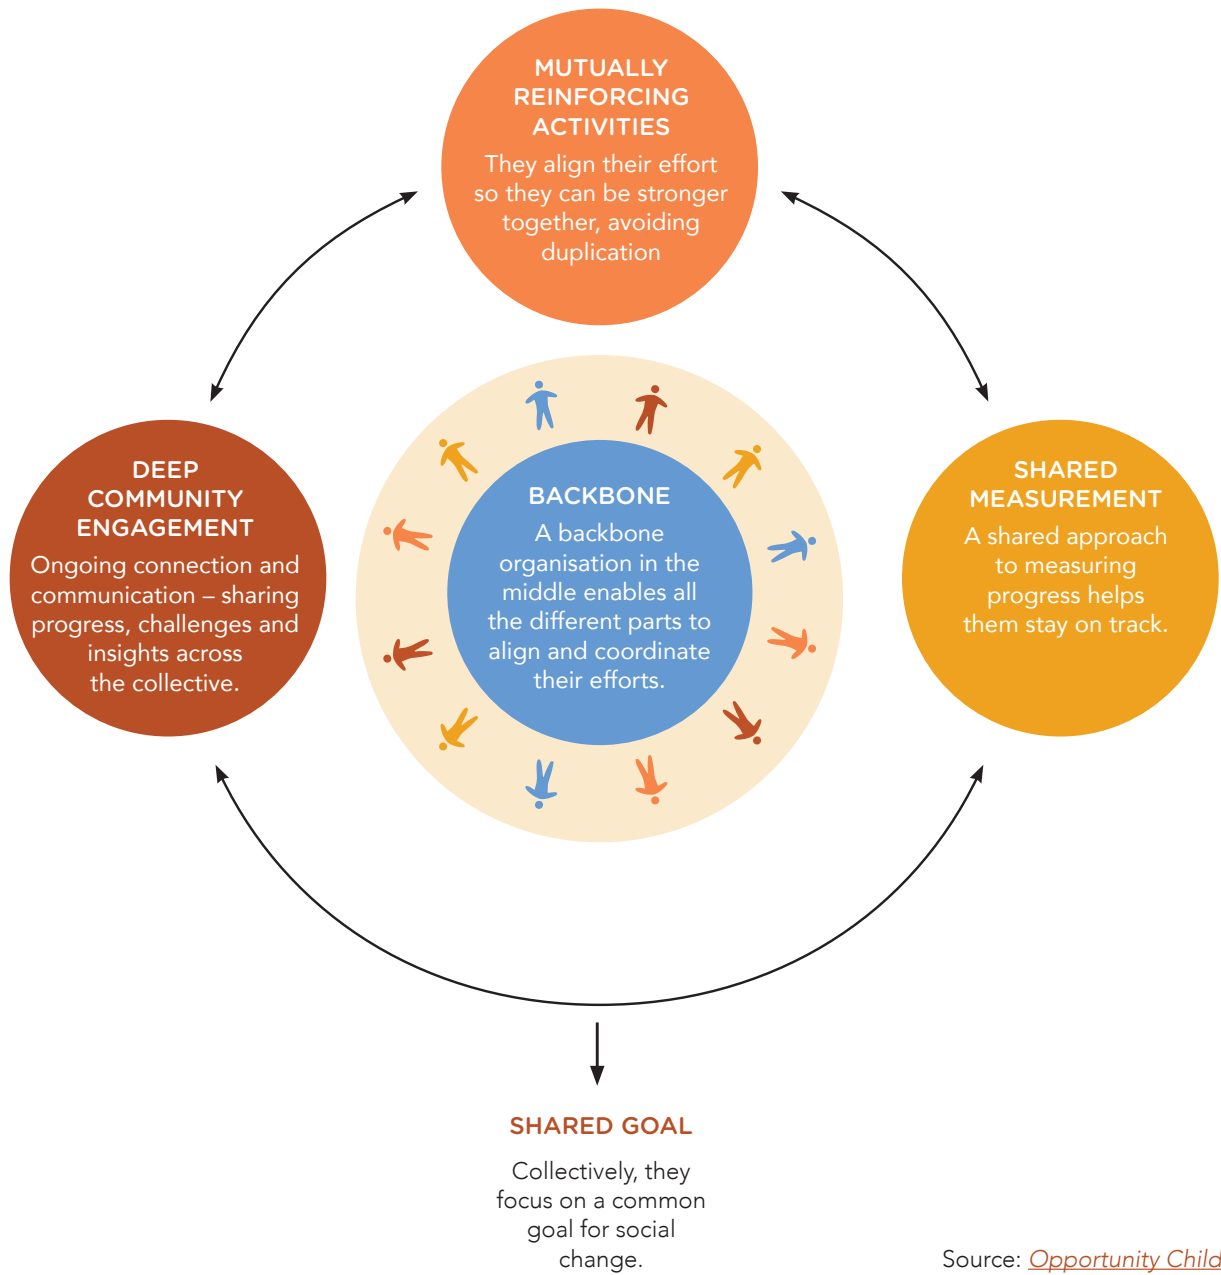 MUTUALLY
REINFORCING
ACTIVITIES
They align their effort
so they can be stronger
together, avoiding
duplication
DEEP
COMMUNITY
ENGAGEMENT
Ongoing connection and
communication – sharing
progress, challenges and
insights across
the collective.
BACKBONE
A backbone
organisation in the
middle enables all
the different parts to
align and coordinate
their efforts.
SHARED
MEASUREMENT
A shared approach
to measuring
progress helps
them stay on track.
SHARED GOAL
Collectively, they
focus on a common
goal for social
change.
Source: Opportunity Child